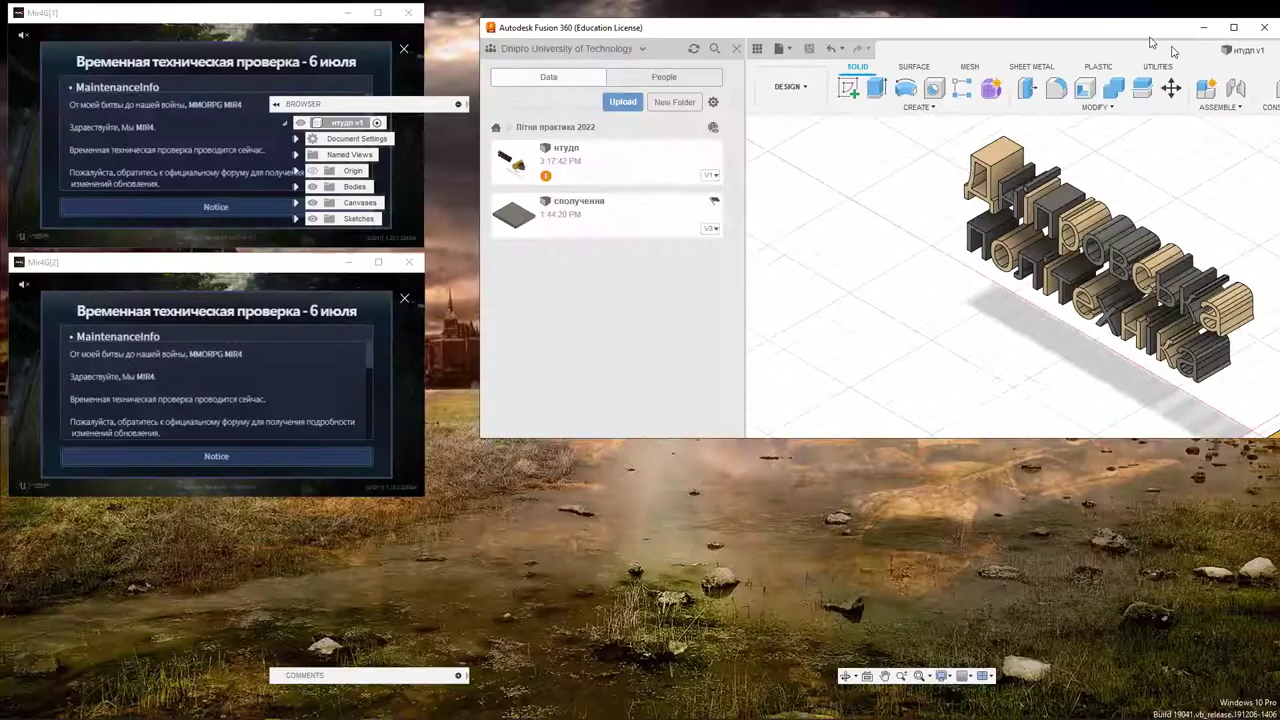 Mir4G[1]
Временная техническая проверка - 6 июля
• MaintenanceInfo
От моей битвы до нашей войны, MMORPG MIR4
Здравствуйте, Мы MIR4.
Временная техническая проверка проводится сейчас.
Пожалуйста, обратитесь к официальному форуму для получения
изменений обновления.
Notice
BROWSER
нтудп v1
Document Settings
Named Views
Origin
Bodies
Canvases
Sketches
Mir4G[2]
Временная техническая проверка - 6 июля
• MaintenanceInfo
От моей битвы до нашей войны, MMORPG MIR4
Здравствуйте, Мы MIR4.
Временная техническая проверка проводится сейчас.
Пожалуйста, обратитесь к официальному форуму для получения подробности
изменений обновления.
Notice
Autodesk Fusion 360 (Education License)
Dnipro University of Technology
нтудп v1
Data
People
Upload
New Folder
Літня практика 2022
нтудп
3:17:42 PM
V1
сполучення
1:44:20 PM
V3
SOLID
SURFACE
MESH
SHEET METAL
PLASTIC
UTILITIES
DESIGN
CREATE
MODIFY
ASSEMBLE
CONS
COMMENTS
Windows 10 Pro
Build 19041.vb_release.191206-1406